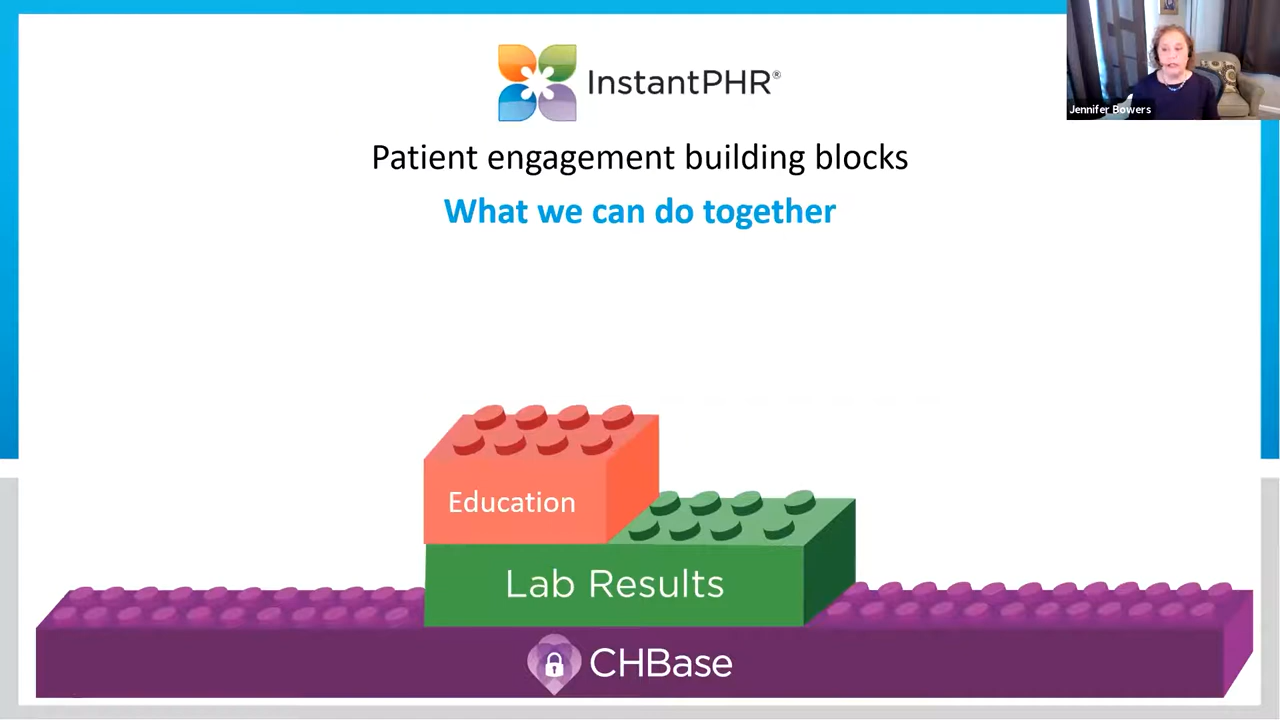 InstantPHR®
Jennifer Bowers
Patient engagement building blocks
What we can do together
Education
Lab Results
CHBase